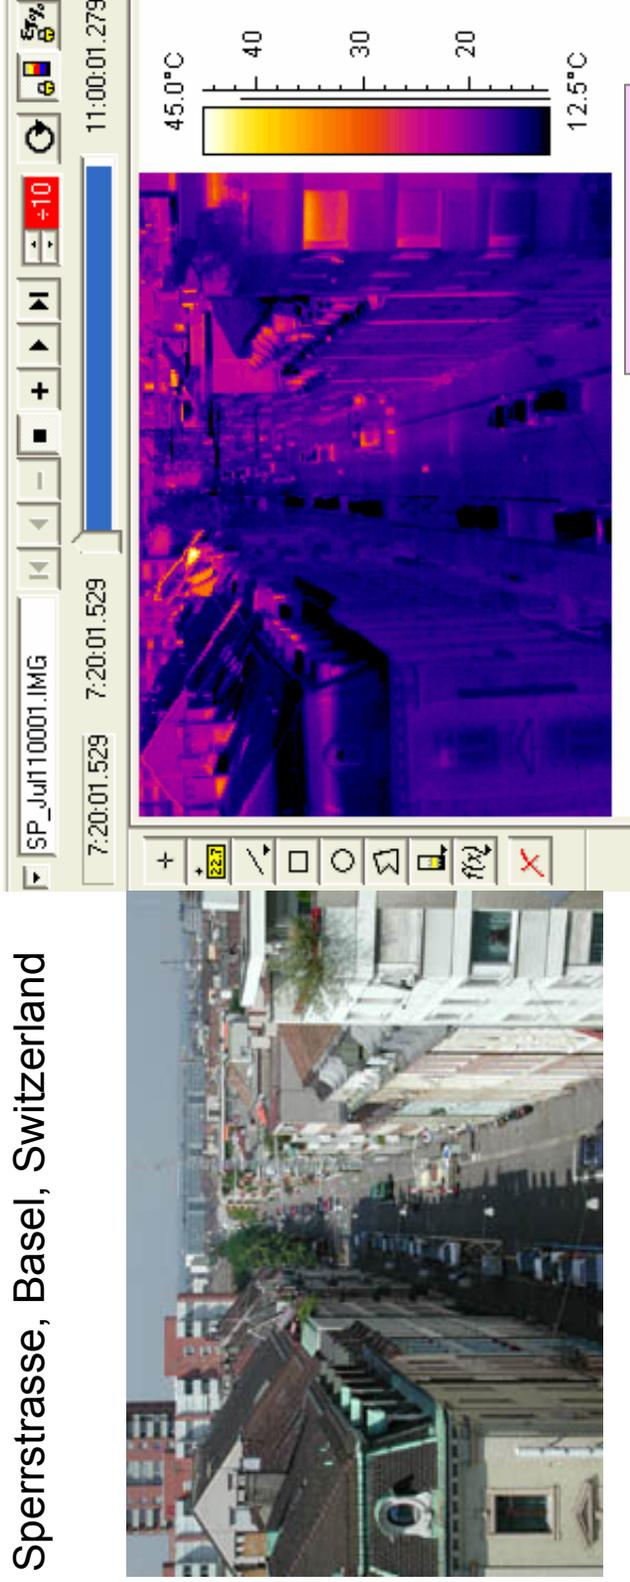 Sperrstrasse, Basel, Switzerland
SP_Jul110001.IMG
÷10
ετ%
7:20:01.529
7:20:01.529
11:00:01.279
22.7
f(x)
45.0°C
40
30
20
12.5°C